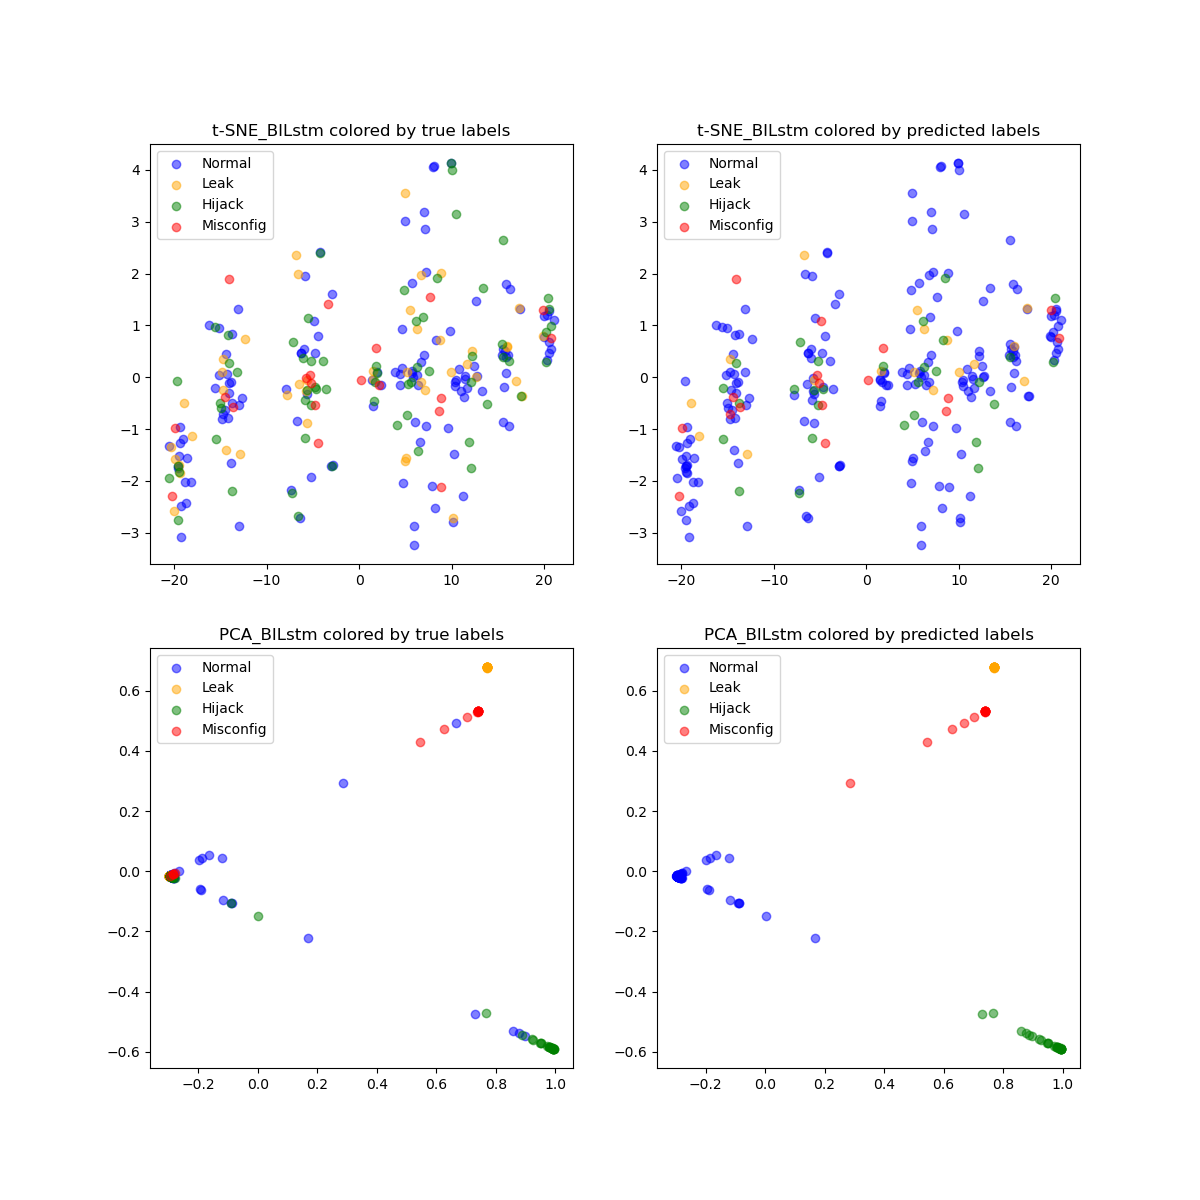 t-SNE_BILstm colored by true labels
Normal
Leak
Hijack
Misconfig
4
3
2
1
0
−1
−2
−3
−20 −10 0 10 20
t-SNE_BILstm colored by predicted labels
Normal
Leak
Hijack
Misconfig
4
3
2
1
0
−1
−2
−3
−20 −10 0 10 20
PCA_BILstm colored by true labels
Normal
Leak
Hijack
Misconfig
0.6
0.4
0.2
0.0
−0.2
−0.4
−0.6
−0.2 0.0 0.2 0.4 0.6 0.8 1.0
PCA_BILstm colored by predicted labels
Normal
Leak
Hijack
Misconfig
0.6
0.4
0.2
0.0
−0.2
−0.4
−0.6
−0.2 0.0 0.2 0.4 0.6 0.8 1.0